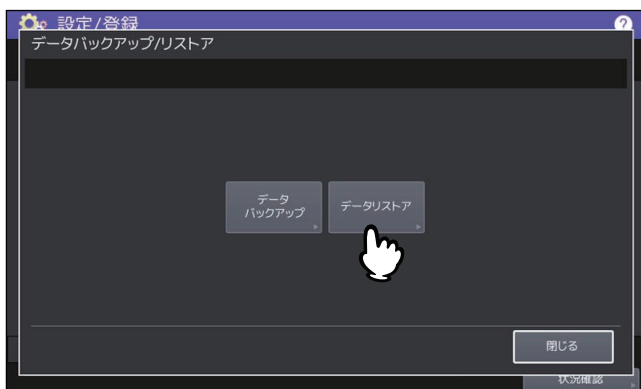 設定/登録
?
データバックアップ/リストア
データ
バックアップ
データリストア
閉じる
状況確認